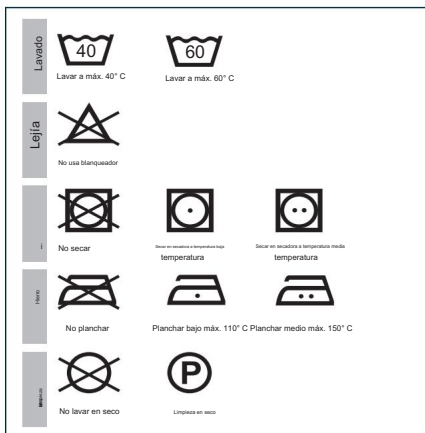 Lavado
40
60
Lavar a máx. 40° C
Lavar a máx. 60° C
Lejía
No usa blanqueador
No secar
Secar en secadora a temperatura baja
temperatura
Secar en secadora a temperatura media
temperatura
Hierro
No planchar
Planchar bajo máx. 110° C
Planchar medio máx. 150° C
P
No lavar en seco
Limpieza en seco